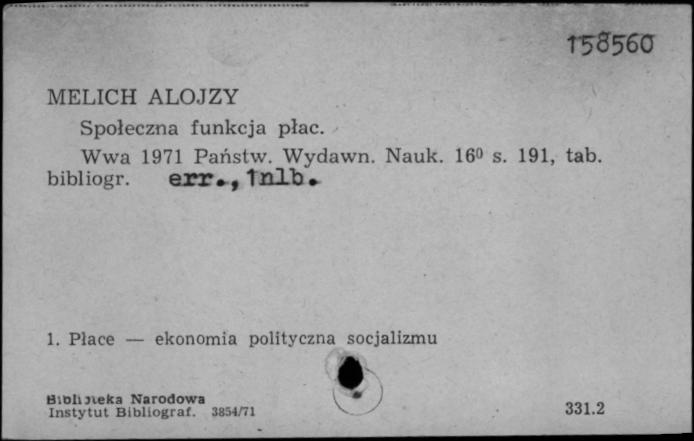 158560
MELICH ALOJZY
Społeczna funkcja płac.
Wwa 1971 Państw. Wydawn. Nauk. 16⁰ s. 191, tab.
bibliogr. err., 1nlb.
1. Płace — ekonomia polityczna socjalizmu
Biblioteka Narodowa
Instytut Bibliograf. 3854/71
331.2